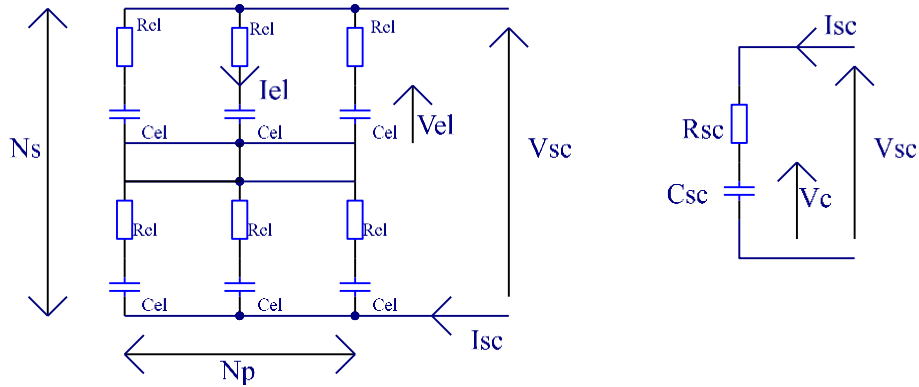 Rel Rel Rel
Iel
Cel Cel Cel
Vel
Ns
Vsc
Rel Rel Rel
Cel Cel Cel
Isc
Np
Isc
Rsc
Vsc
Csc
Vc